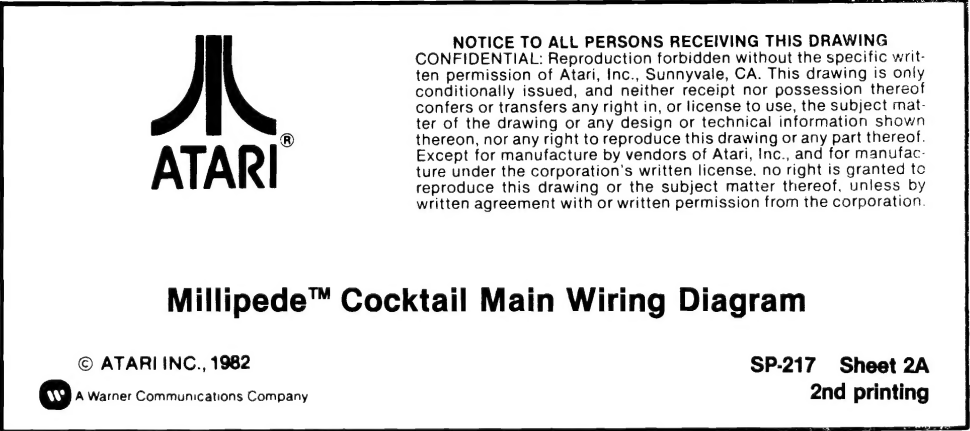 NOTICE TO ALL PERSONS RECEIVING THIS DRAWING
CONFIDENTIAL: Reproduction forbidden without the specific writ-
ten permission of Atari, Inc., Sunnyvale, CA. This drawing is only
conditionally issued, and neither receipt nor possession thereof
confers or transfers any right in, or license to use, the subject mat-
ter of the drawing or any design or technical information shown
thereon, nor any right to reproduce this drawing or any part thereof.
Except for manufacture by vendors of Atari, Inc., and for manufac-
ture under the corporation's written license, no right is granted to
reproduce this drawing or the subject matter thereof, unless by
written agreement with or written permission from the corporation.
ATARI®
Millipede™ Cocktail Main Wiring Diagram
© ATARI INC., 1982
A Warner Communications Company
SP-217 Sheet 2A
2nd printing